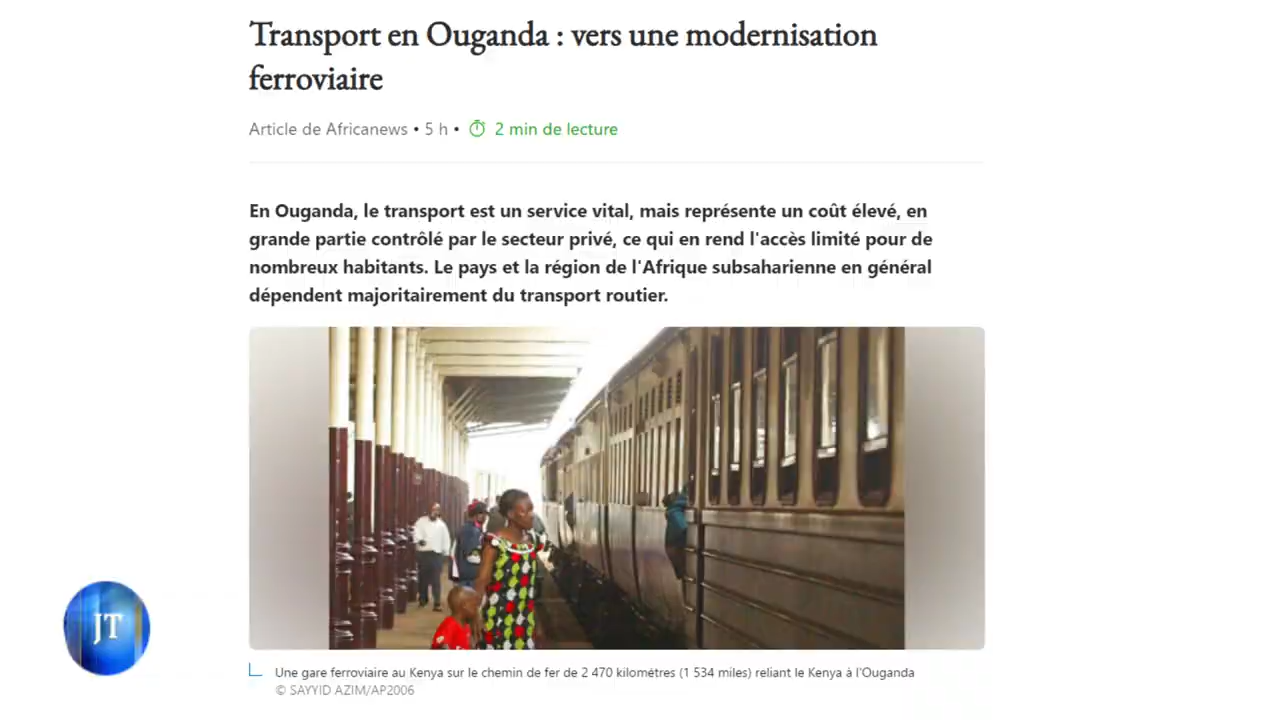 Transport en Ouganda : vers une modernisation
ferroviaire
Article de Africanews • 5 h • 2 min de lecture
En Ouganda, le transport est un service vital, mais représente un coût élevé, en
grande partie contrôlé par le secteur privé, ce qui en rend l'accès limité pour de
nombreux habitants. Le pays et la région de l'Afrique subsaharienne en général
dépendent majoritairement du transport routier.
JT
Une gare ferroviaire au Kenya sur le chemin de fer de 2 470 kilométres (1 534 miles) reliant le Kenya à l'Ouganda
© SAYYID AZIM/AP2006